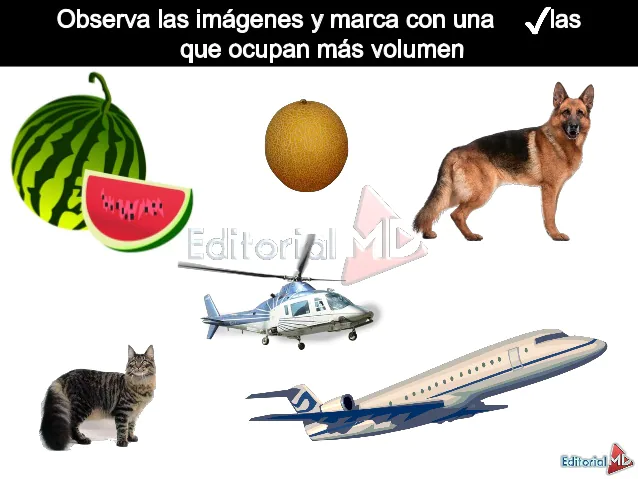 Observa las imágenes y marca con una ✓ las
que ocupan más volumen
Editorial MD
Editorial MD